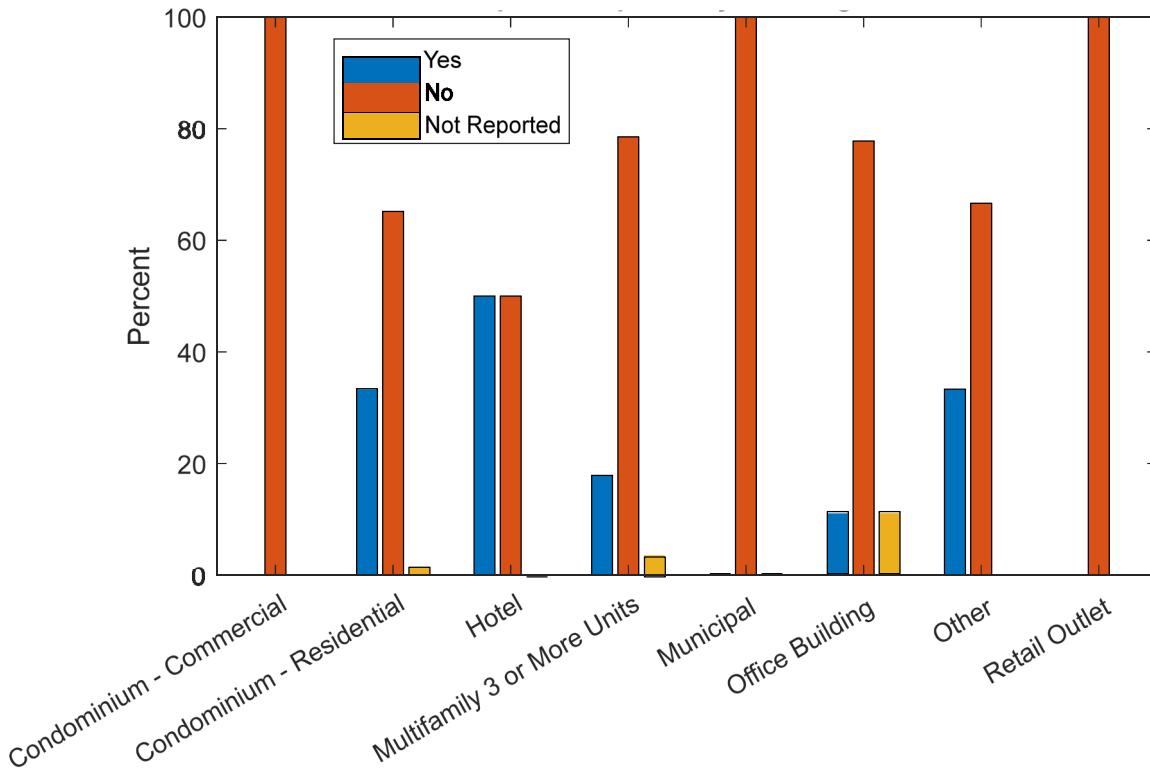 100
80
60
40
20
0
Percent
Yes
No
Not Reported
Condominium - Commercial
Condominium - Residential
Hotel
Multifamily 3 or More Units
Municipal
Office Building
Other
Retail Outlet